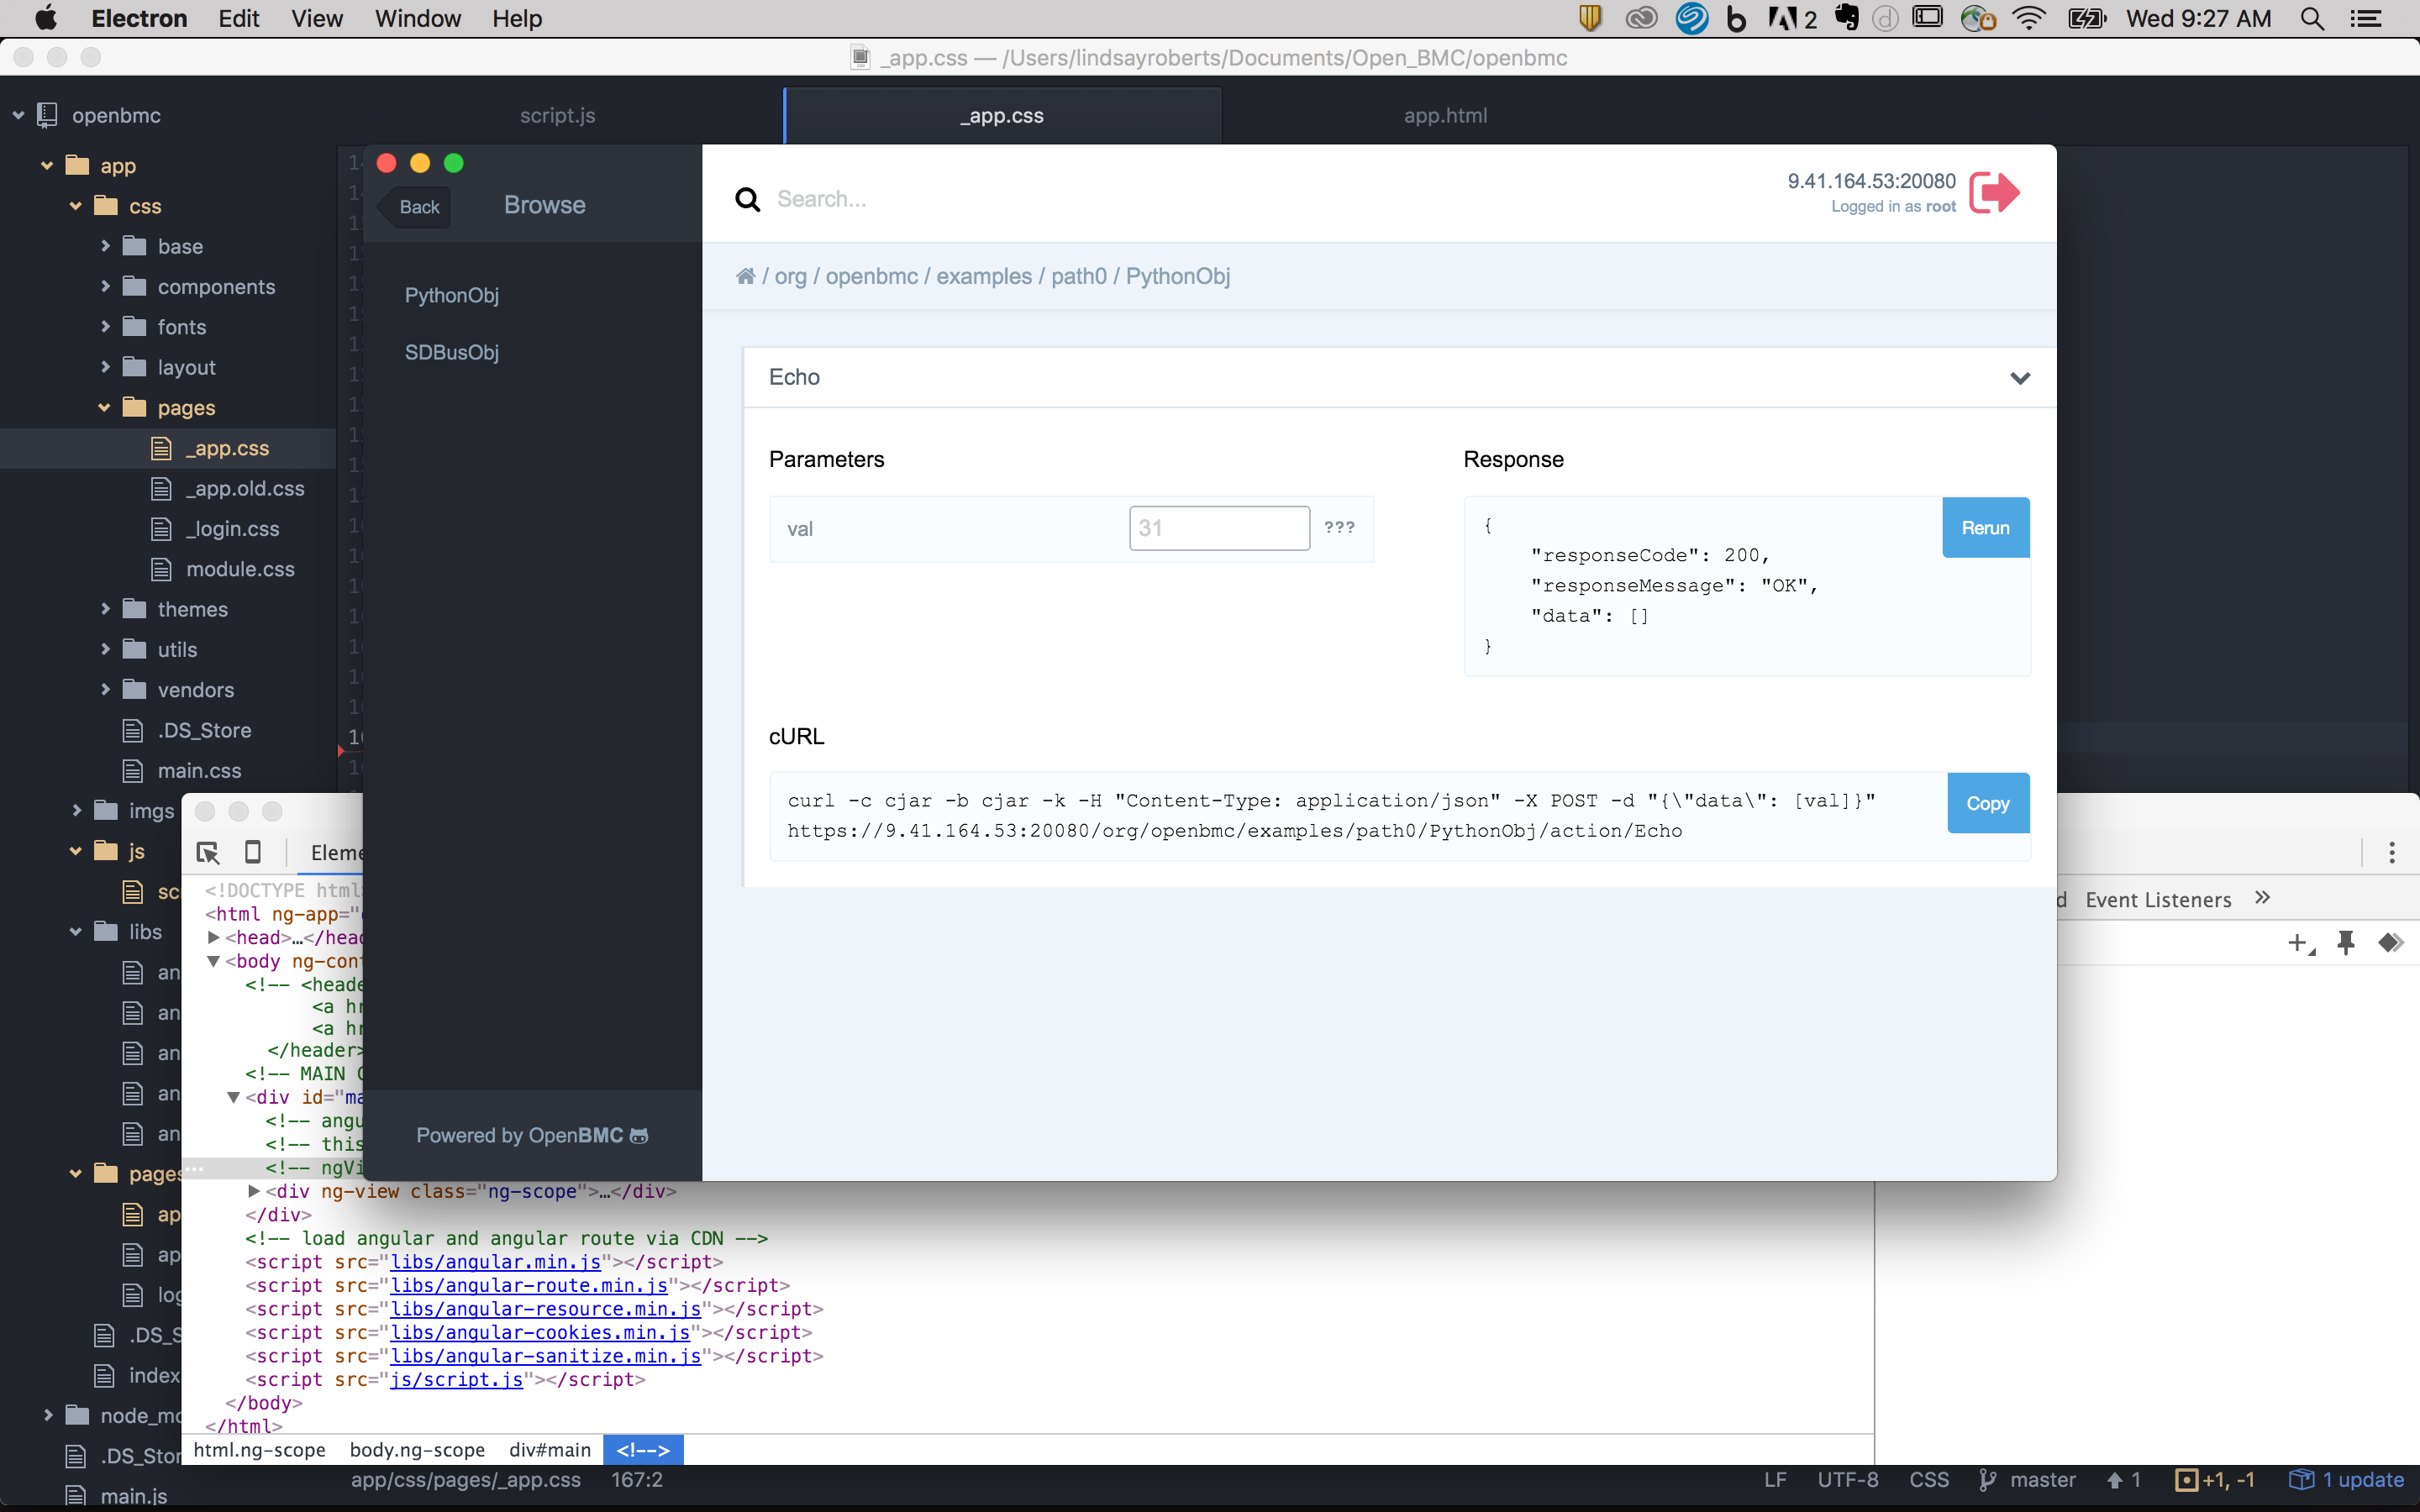 Electron Edit View Window Help
2 Wed 9:27 AM
_app.css — /Users/lindsayroberts/Documents/Open_BMC/openbmc
openbmc
script.js _app.css app.html
app
css
base
components
fonts
layout
pages
_app.css
_app.old.css
_login.css
module.css
themes
utils
vendors
.DS_Store
main.css
imgs
js
sc
libs
an
an
an
an
an
pages
ap
ap
log
.DS_S
index
node_mo
.DS_Stor
main.js
Back Browse
PythonObj
SDBusObj
Powered by OpenBMC
Search...
9.41.164.53:20080
Logged in as root
/ org / openbmc / examples / path0 / PythonObj
Echo
Parameters
val 31 ???
Response
{
"responseCode": 200,
"responseMessage": "OK",
"data": []
}
Rerun
cURL
curl -c cjar -b cjar -k -H "Content-Type: application/json" -X POST -d "{\"data\": [val]}"
https://9.41.164.53:20080/org/openbmc/examples/path0/PythonObj/action/Echo
Copy
Eleme
d Event Listeners »
<!DOCTYPE html>
<html ng-app="
<head>…</head
<body ng-cont
<!-- <heade
<a hr
<a hr
</header>
<!-- MAIN C
<div id="ma
<!-- angu
<!-- this
<!-- ngVi
<div ng-view class="ng-scope">…</div>
</div>
<!-- load angular and angular route via CDN -->
<script src="libs/angular.min.js"></script>
<script src="libs/angular-route.min.js"></script>
<script src="libs/angular-resource.min.js"></script>
<script src="libs/angular-cookies.min.js"></script>
<script src="libs/angular-sanitize.min.js"></script>
<script src="js/script.js"></script>
</body>
</html>
html.ng-scope body.ng-scope div#main <!-->
app/css/pages/_app.css 167:2 LF UTF-8 CSS master 1 +1, -1 1 update